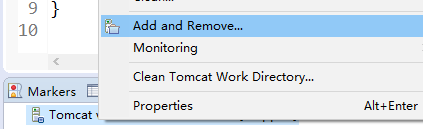 9 }
10
Add and Remove...
Monitoring
Clean Tomcat Work Directory...
Properties Alt+Enter
Markers
Tomcat